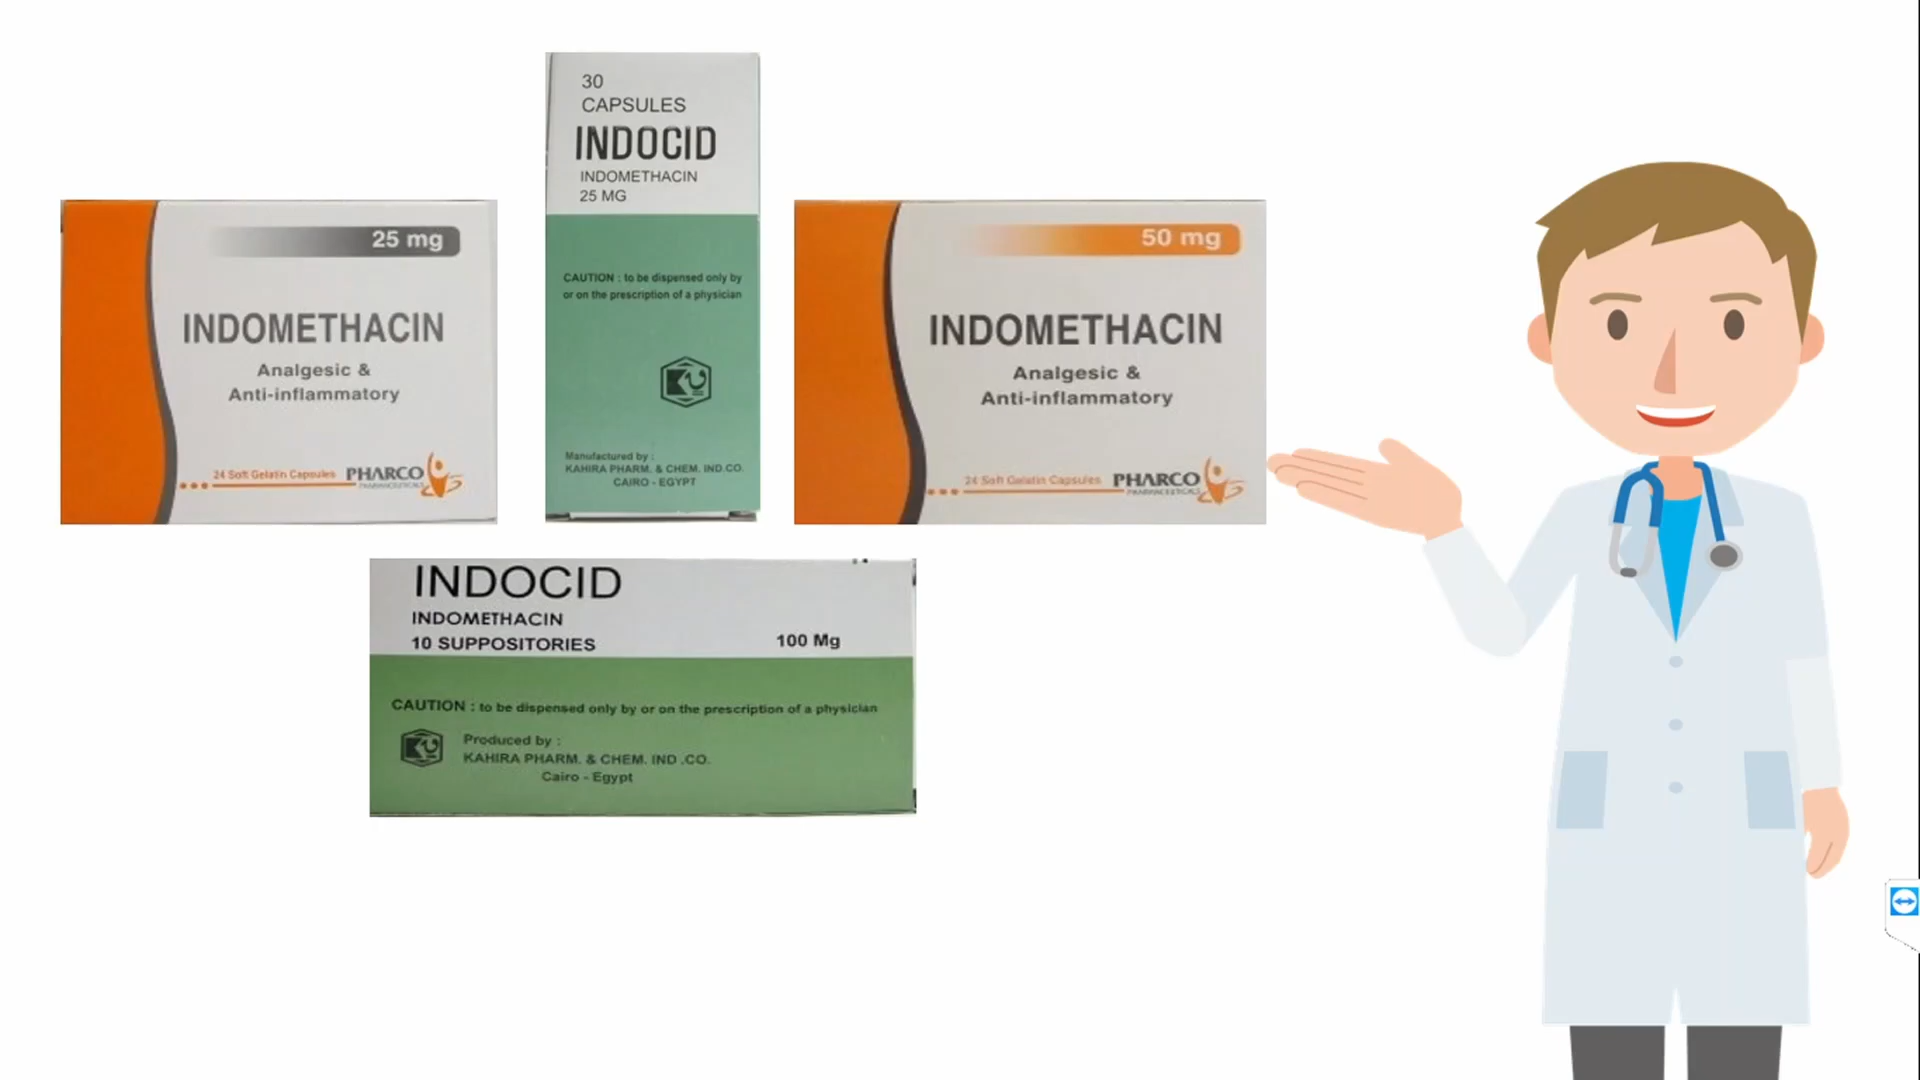 25 mg
INDOMETHACIN
Analgesic &
Anti-inflammatory
24 Soft Gelatin Capsules
PHARCO
PHARMACEUTICALS
30
CAPSULES
INDOCID
INDOMETHACIN
25 MG
CAUTION : to be dispensed only by
or on the prescription of a physician
Manufactured by :
KAHIRA PHARM. & CHEM. IND.CO.
CAIRO - EGYPT
50 mg
INDOMETHACIN
Analgesic &
Anti-inflammatory
24 Soft Gelatin Capsules
PHARCO
PHARMACEUTICALS
INDOCID
INDOMETHACIN
10 SUPPOSITORIES
100 Mg
CAUTION : to be dispensed only by or on the prescription of a physician
Produced by :
KAHIRA PHARM. & CHEM. IND .CO.
Cairo - Egypt